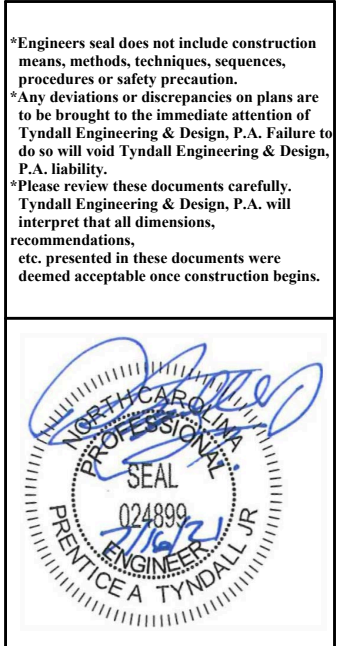 *Engineers seal does not include construction
means, methods, techniques, sequences,
procedures or safety precaution.
*Any deviations or discrepancies on plans are
to be brought to the immediate attention of
Tyndall Engineering & Design, P.A. Failure to
do so will void Tyndall Engineering & Design,
P.A. liability.
*Please review these documents carefully.
Tyndall Engineering & Design, P.A. will
interpret that all dimensions,
recommendations,
etc. presented in these documents were
deemed acceptable once construction begins.
NORTH CAROLINA
PROFESSIONAL
SEAL
024899
7/16/21
ENGINEER
PRENTICE A TYNDALL JR